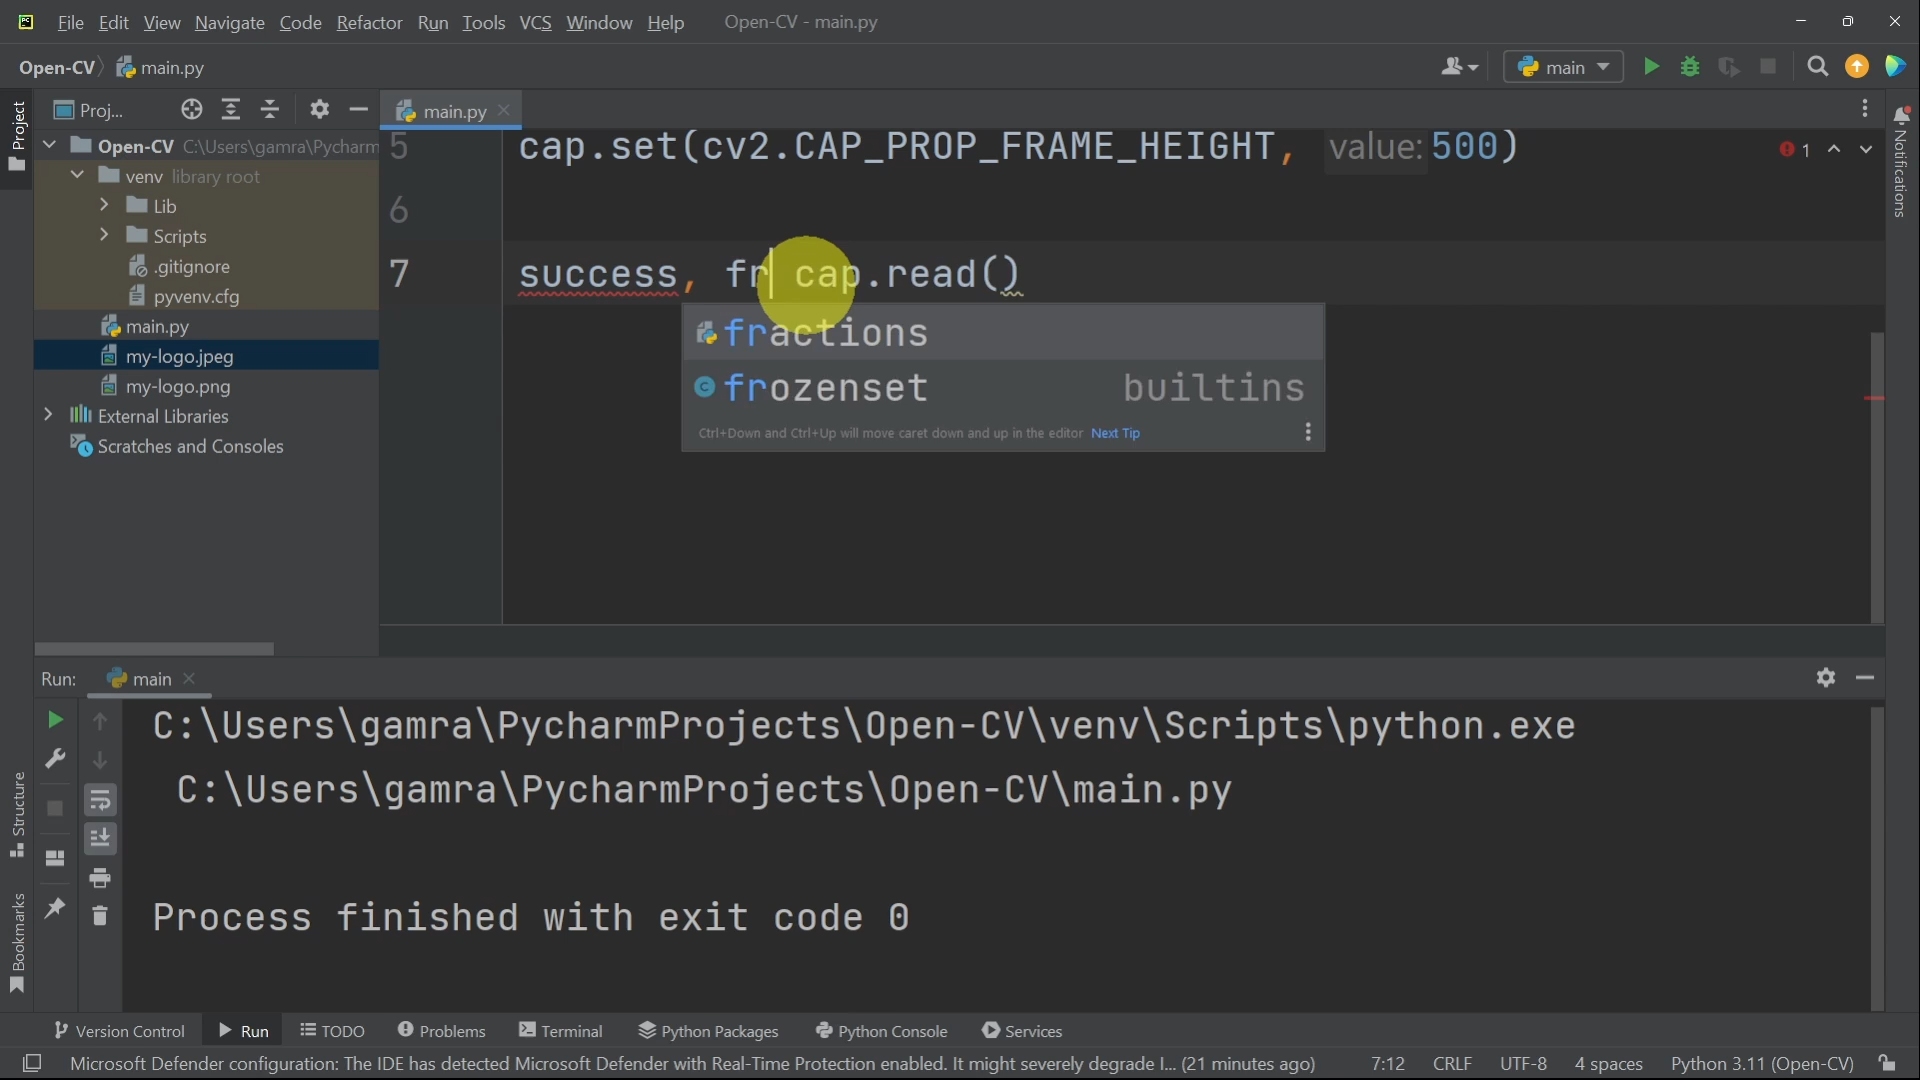 File Edit View Navigate Code Refactor Run Tools VCS Window Help Open-CV - main.py
Open-CV main.py main
Project
Proj...
main.py
Open-CV C:\Users\gamra\Pycharm
venv library root
Lib
Scripts
.gitignore
pyvenv.cfg
main.py
my-logo.jpeg
my-logo.png
External Libraries
Scratches and Consoles
5 cap.set(cv2.CAP_PROP_FRAME_HEIGHT, value: 500)
1
6
7 success, fr cap.read()
fractions
frozenset builtins
Ctrl+Down and Ctrl+Up will move caret down and up in the editor Next Tip
Notifications
Run: main
C:\Users\gamra\PycharmProjects\Open-CV\venv\Scripts\python.exe
C:\Users\gamra\PycharmProjects\Open-CV\main.py
Process finished with exit code 0
Structure
Bookmarks
Version Control Run TODO Problems Terminal Python Packages Python Console Services
Microsoft Defender configuration: The IDE has detected Microsoft Defender with Real-Time Protection enabled. It might severely degrade I... (21 minutes ago) 7:12 CRLF UTF-8 4 spaces Python 3.11 (Open-CV)